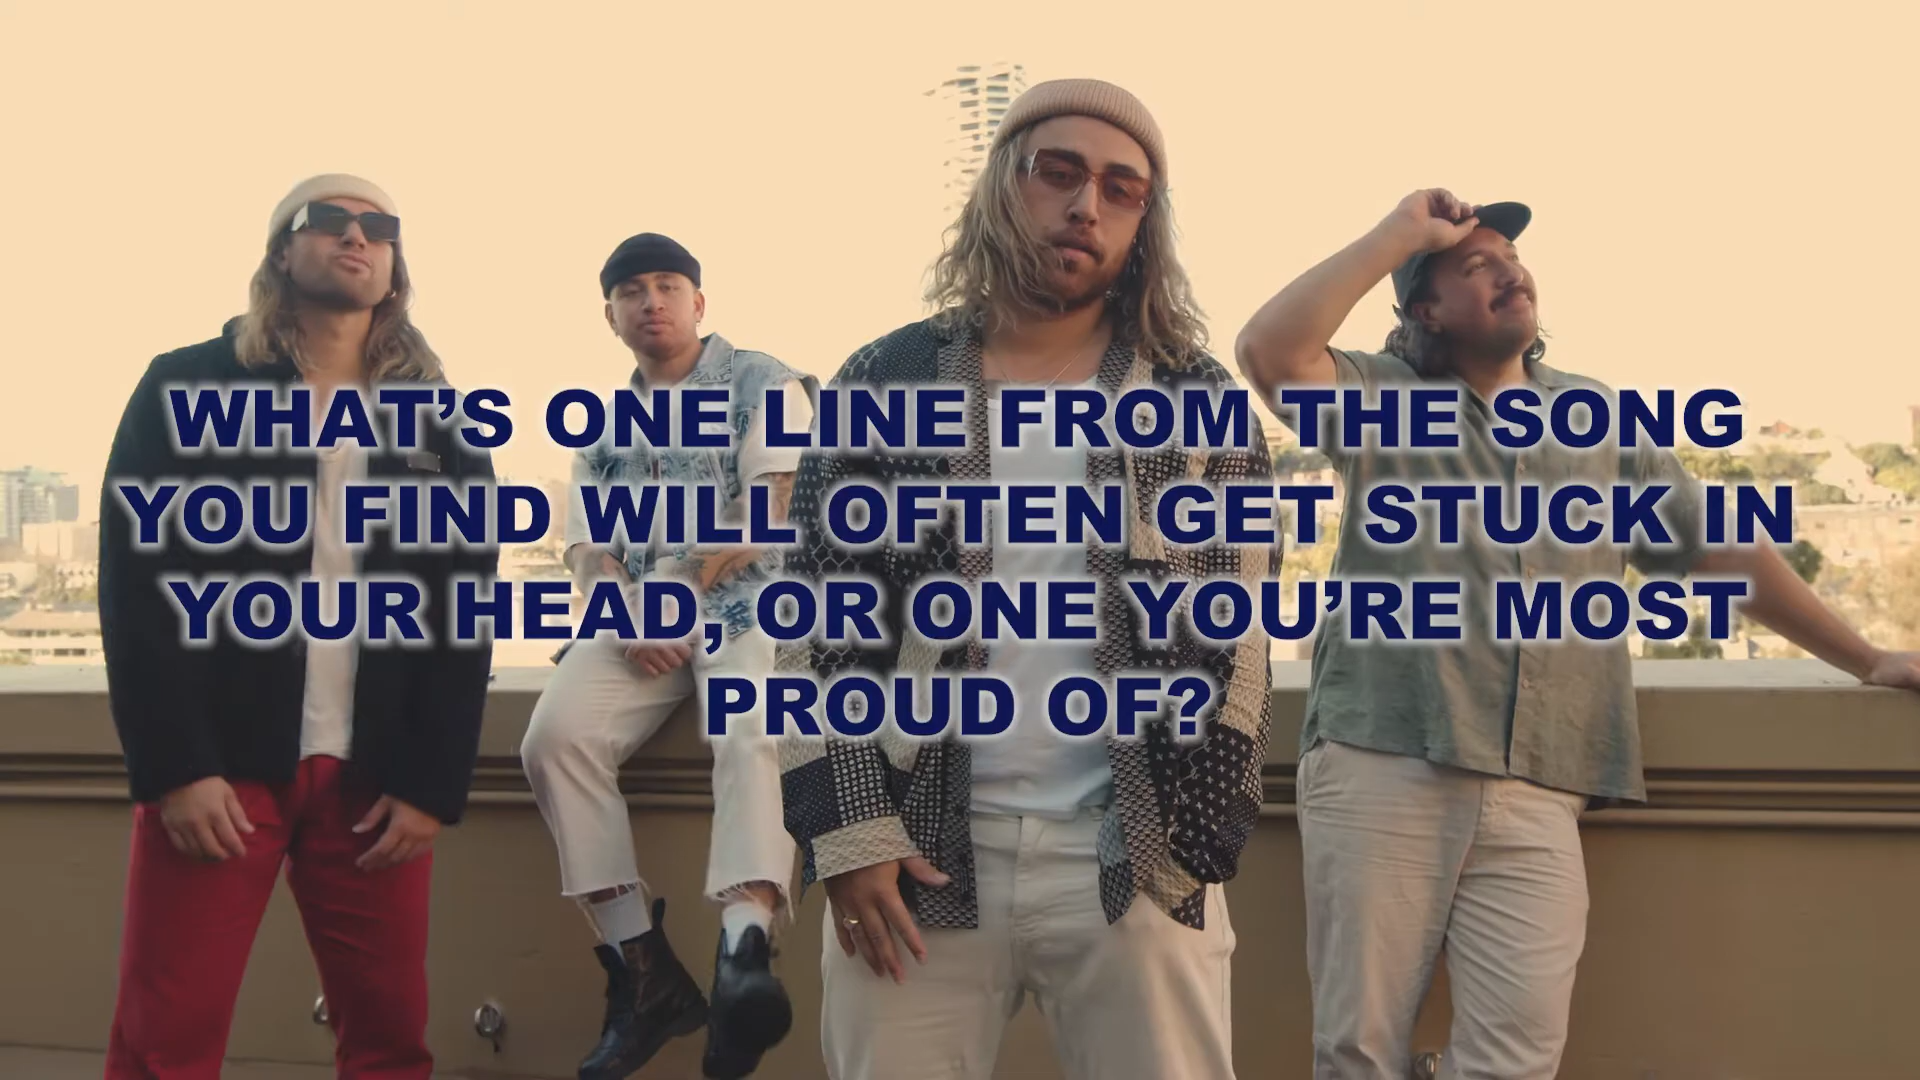 WHAT’S ONE LINE FROM THE SONG
YOU FIND WILL OFTEN GET STUCK IN
YOUR HEAD, OR ONE YOU’RE MOST
PROUD OF?